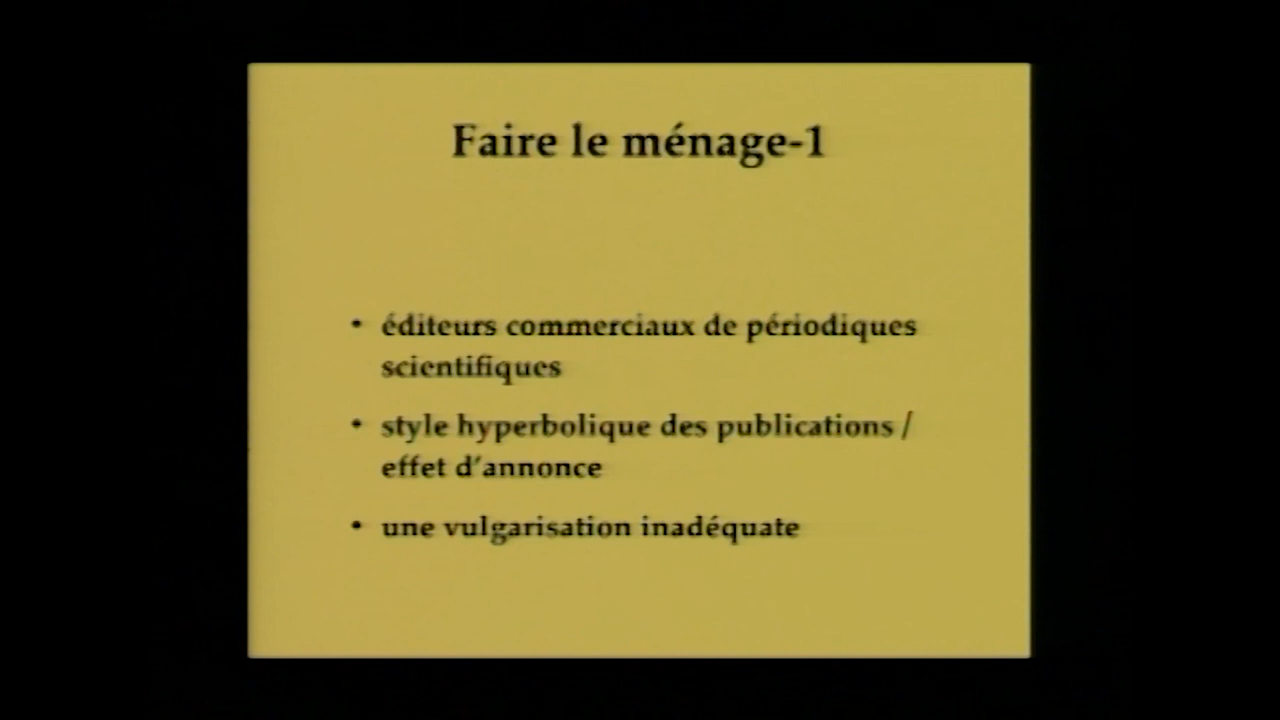 Faire le ménage-1
• éditeurs commerciaux de périodiques
scientifiques
• style hyperbolique des publications /
effet d'annonce
• une vulgarisation inadéquate